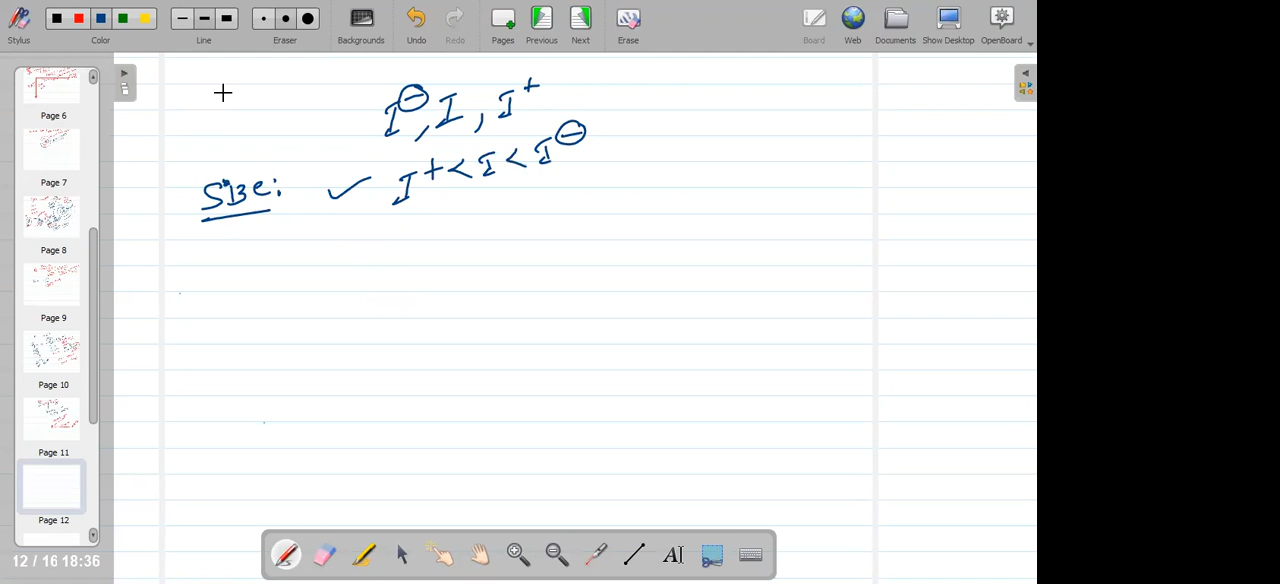 Stylus
Color
Line
Eraser
Backgrounds
Undo
Redo
Pages
Previous
Next
Erase
Board
Web
Documents
Show Desktop
OpenBoard
Page 6
Page 7
Page 8
Page 9
Page 10
Page 11
Page 12
12 / 16 18:36
I⊖, I, I⁺
SBE: ✓ I⁺ < I < I⊖